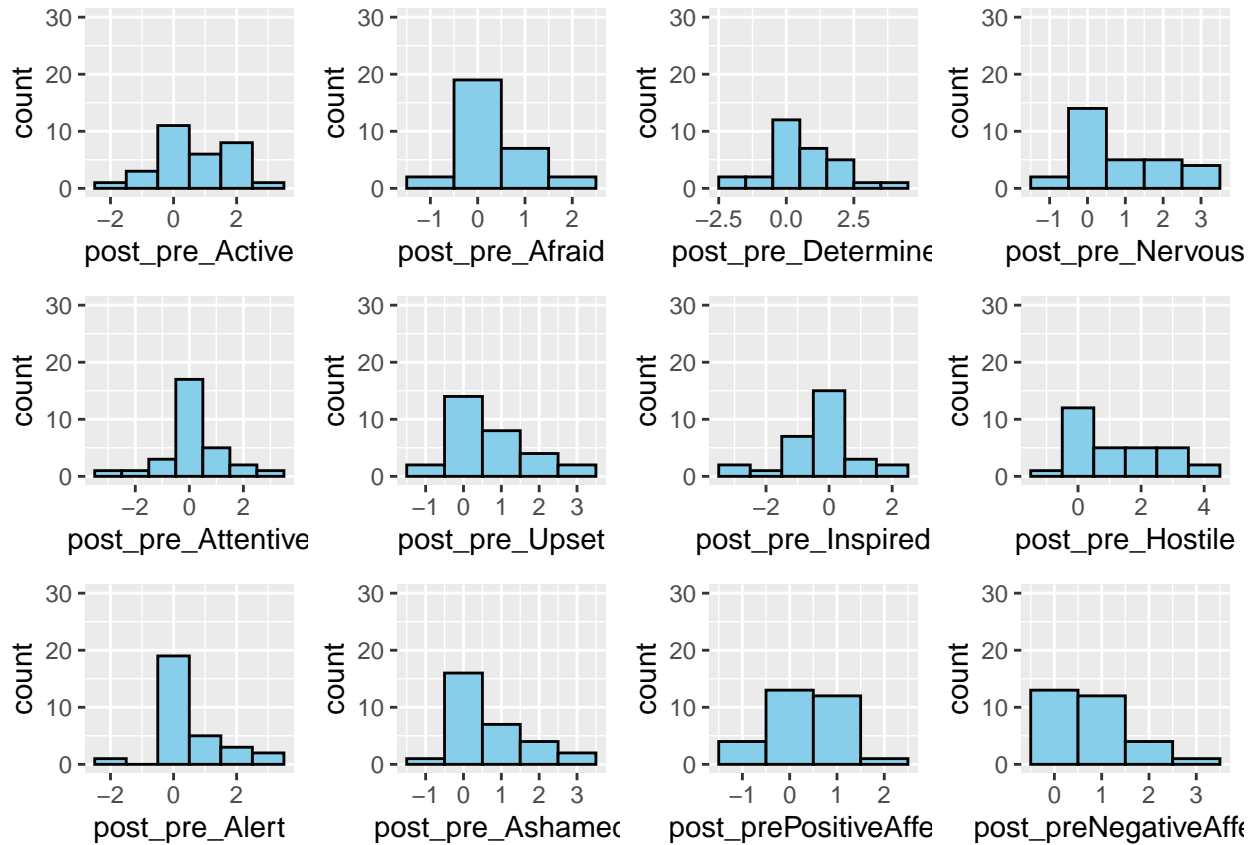 30
20
10
0
count
−2 0 2
post_pre_Active
30
20
10
0
count
−1 0 1 2
post_pre_Afraid
30
20
10
0
count
−2.5 0.0 2.5
post_pre_Determine
30
20
10
0
count
−1 0 1 2 3
post_pre_Nervous
30
20
10
0
count
−2 0 2
post_pre_Attentive
30
20
10
0
count
−1 0 1 2 3
post_pre_Upset
30
20
10
0
count
−2 0 2
post_pre_Inspired
30
20
10
0
count
0 2 4
post_pre_Hostile
30
20
10
0
count
−2 0 2
post_pre_Alert
30
20
10
0
count
−1 0 1 2 3
post_pre_Ashamed
30
20
10
0
count
−1 0 1 2
post_prePositiveAffe
30
20
10
0
count
0 1 2 3
post_preNegativeAffe